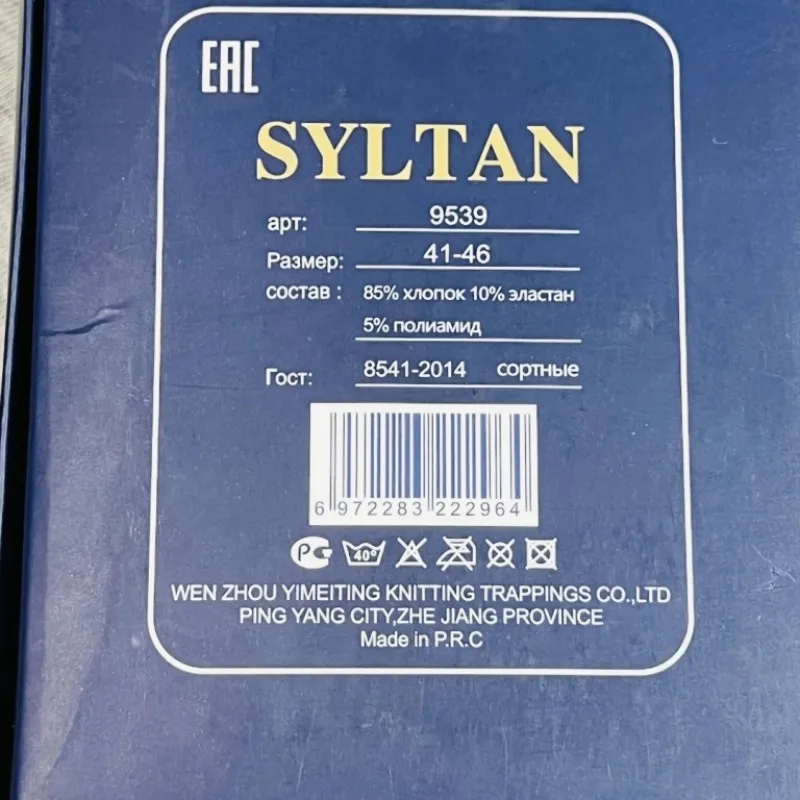 EAC
SYLTAN
арт: 9539
Размер: 41-46
состав : 85% хлопок 10% эластан
5% полиамид
Гост: 8541-2014 сортные
6 972283 222964
РС 40°
WEN ZHOU YIMEITING KNITTING TRAPPINGS CO.,LTD
PING YANG CITY,ZHE JIANG PROVINCE
Made in P.R.C